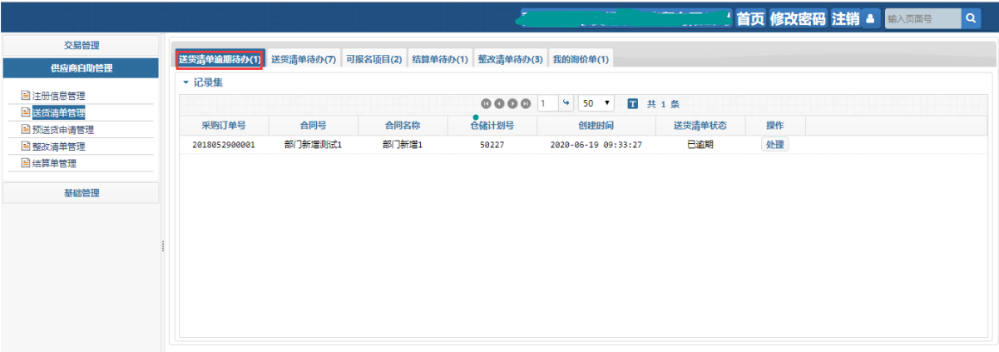 首页 修改密码 注销 输入页面号
交易管理
供应商自助管理
注册信息管理
送货清单管理
预送货申请管理
整改清单管理
结算单管理
基础管理
送货清单逾期待办(1) 送货清单待办(7) 可报名项目(2) 结算单待办(1) 整改清单待办(3) 我的询价单(1)
记录集
1 50 T 共 1 条
采购订单号 合同号 合同名称 仓储计划号 创建时间 送货清单状态 操作
2018052900001 部门新增测试1 部门新增1 50227 2020-06-19 09:33:27 已逾期 处理